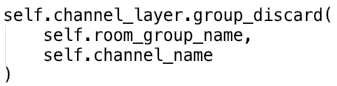 self.channel_layer.group_discard(
    self.room_group_name,
    self.channel_name
)